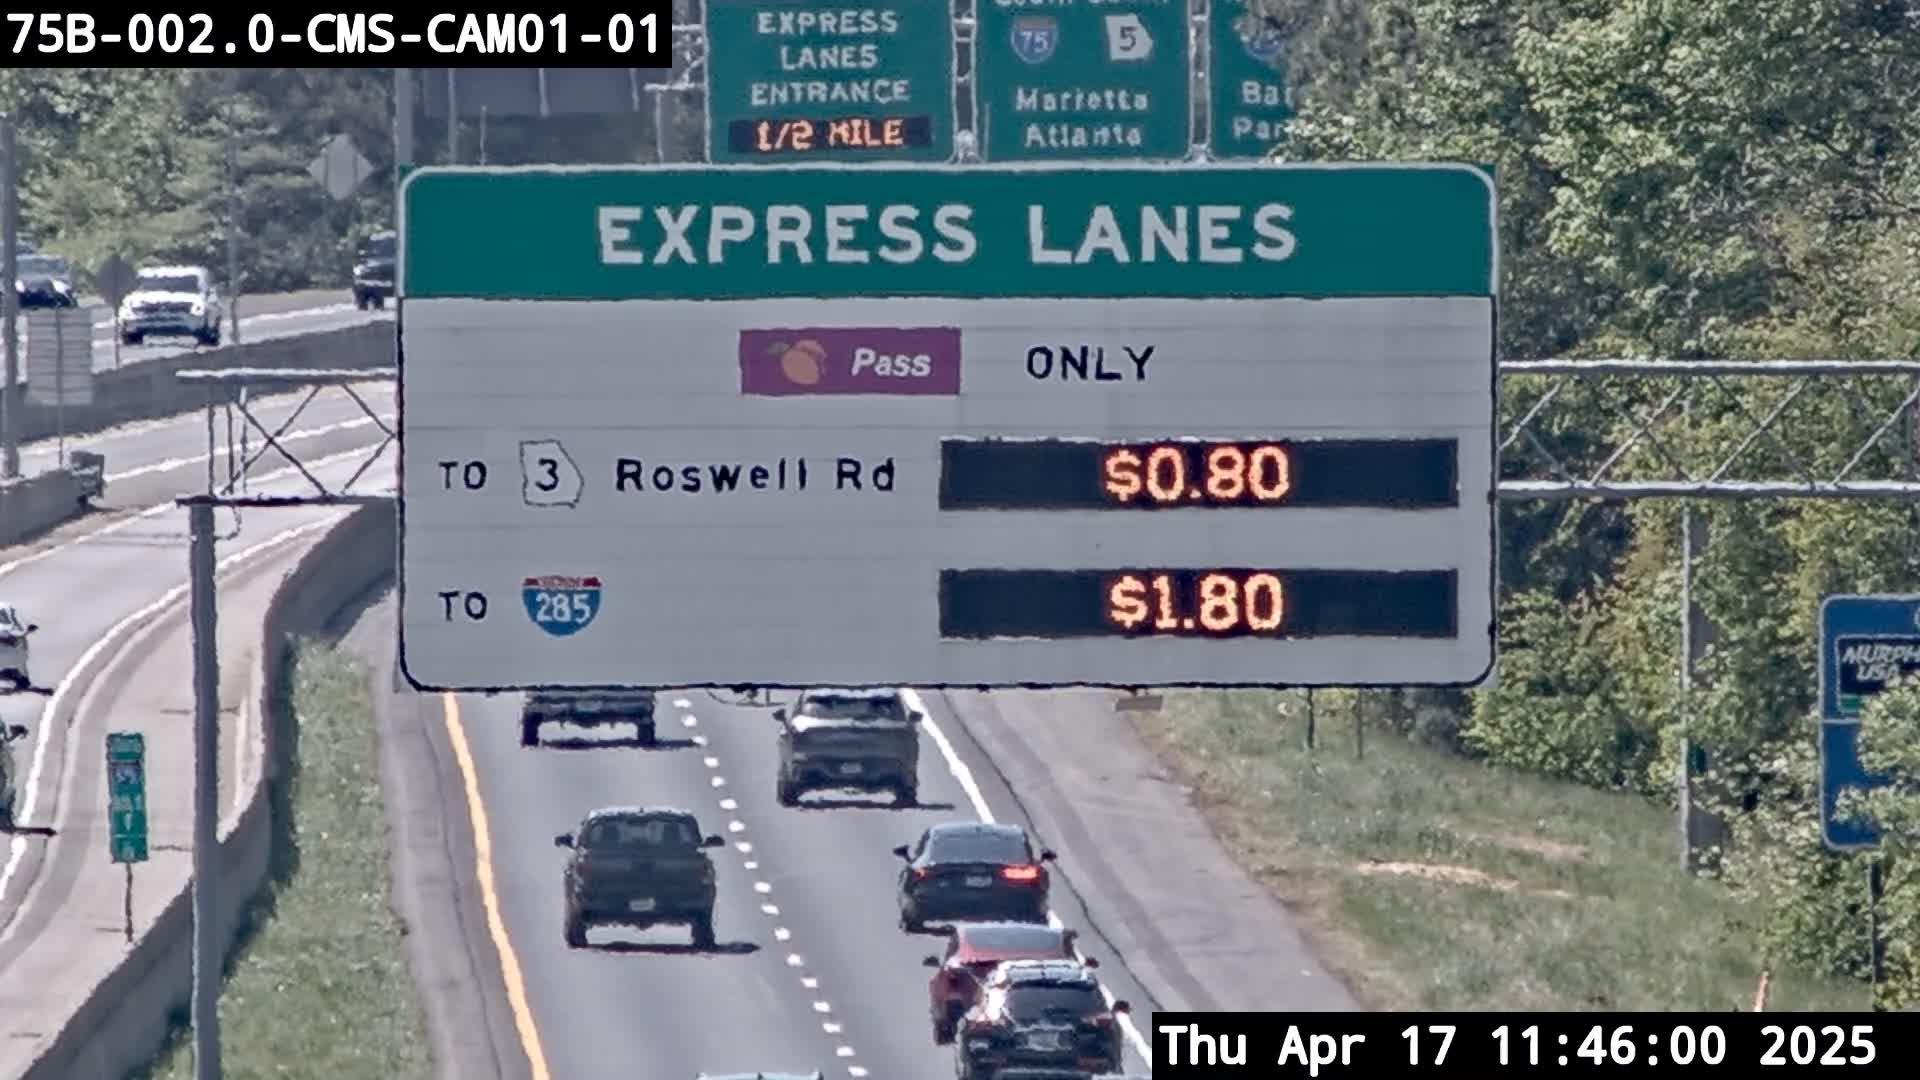 75B-002.0-CMS-CAM01-01
EXPRESS
LANES
ENTRANCE
1/2 MILE
75 5
Marietta
Atlanta
EXPRESS LANES
Pass ONLY
TO 3 Roswell Rd $0.80
TO 285 $1.80
Thu Apr 17 11:46:00 2025